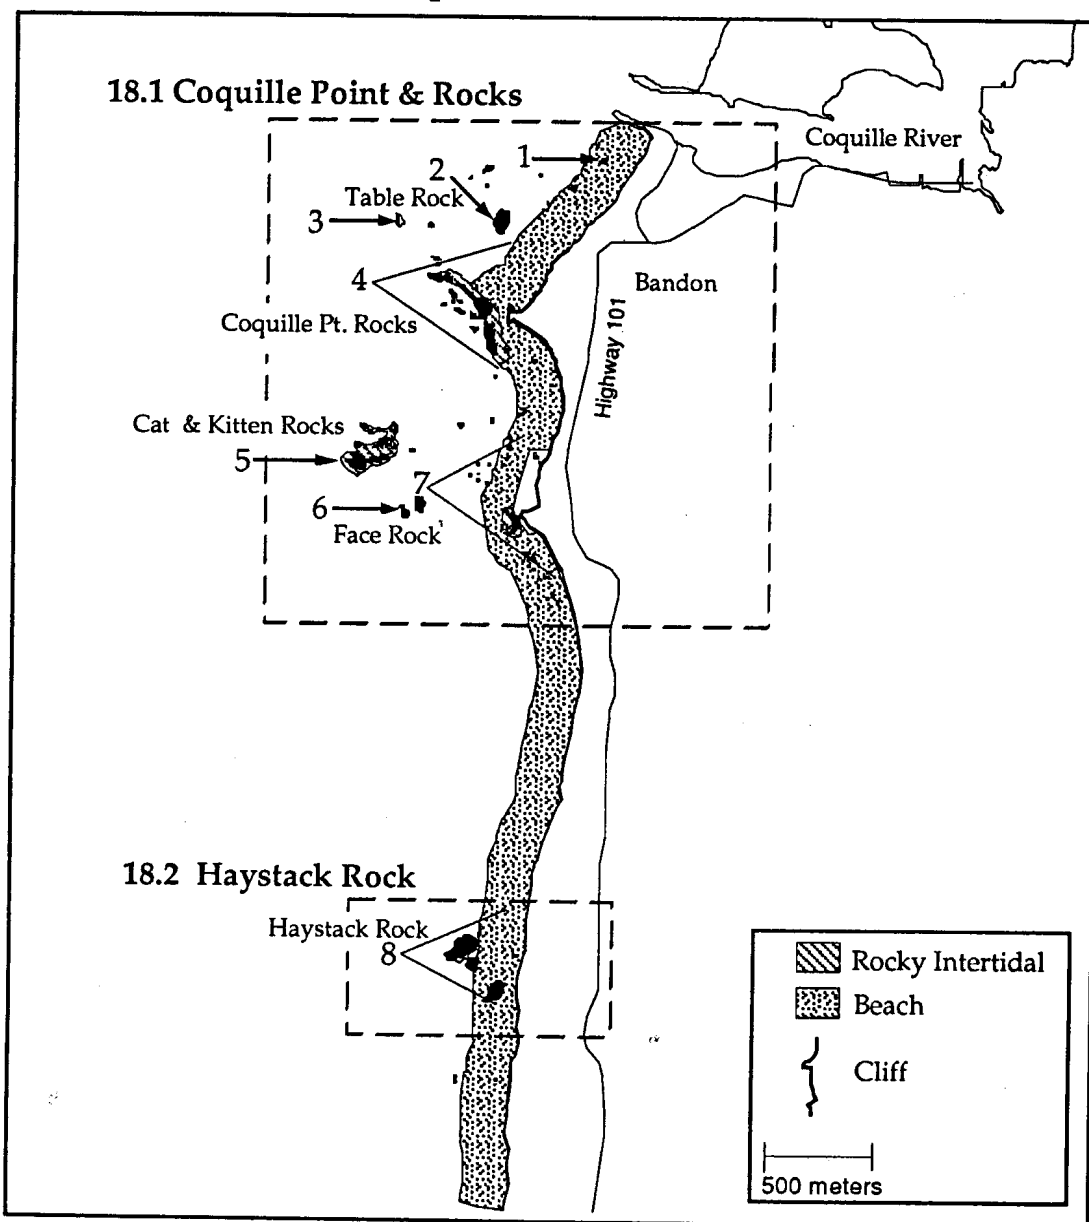 18.1 Coquille Point & Rocks
Coquille River
1
2
Table Rock
3
4
Bandon
Coquille Pt. Rocks
Highway 101
Cat & Kitten Rocks
5
7
6
Face Rock
18.2 Haystack Rock
Haystack Rock
8
Rocky Intertidal
Beach
Cliff
500 meters